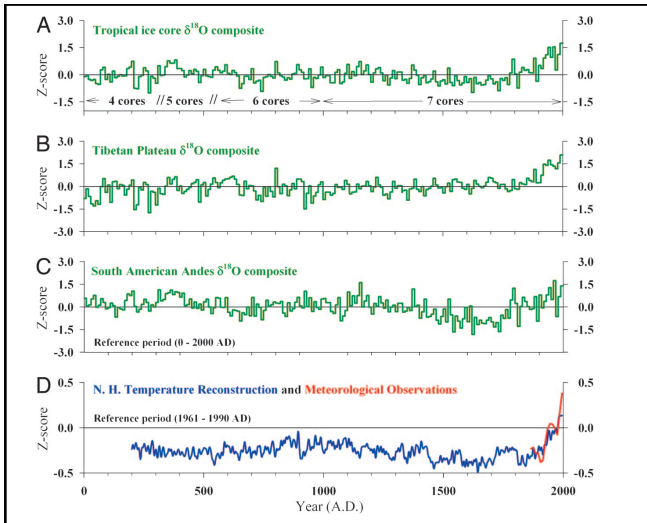 A
Tropical ice core δ18O composite
3.0 3.0
1.5 1.5
0.0 0.0
-1.5 -1.5
Z-score
4 cores // 5 cores // 6 cores 7 cores
B
Tibetan Plateau δ18O composite
3.0 3.0
1.5 1.5
0.0 0.0
-1.5 -1.5
-3.0 -3.0
Z-score
C
South American Andes δ18O composite
3.0 3.0
1.5 1.5
0.0 0.0
-1.5 -1.5
-3.0 -3.0
Z-score
Reference period (0 - 2000 AD)
D
N. H. Temperature Reconstruction and Meteorological Observations
Reference period (1961 - 1990 AD)
0.5 0.5
0.0 0.0
-0.5 -0.5
Z-score
0 500 1000 1500 2000
Year (A.D.)